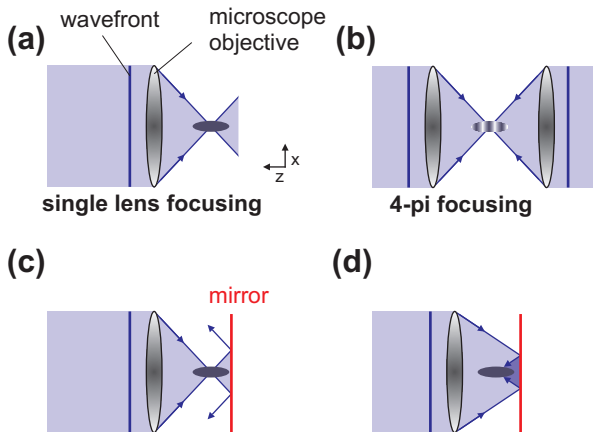 (a)
wavefront
microscope
objective
x
z
single lens focusing
(b)
4-pi focusing
(c)
mirror
(d)